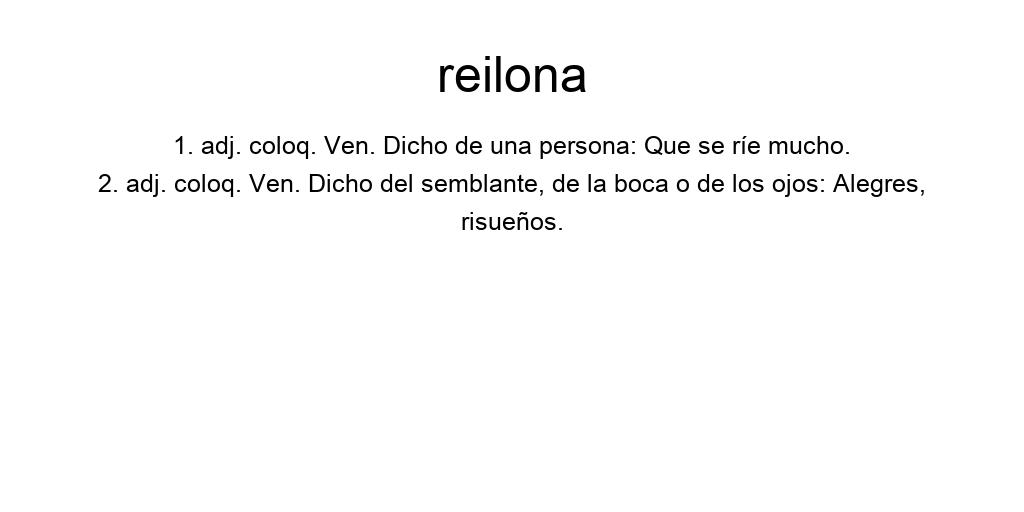 reilona
1. adj. coloq. Ven. Dicho de una persona: Que se ríe mucho.
2. adj. coloq. Ven. Dicho del semblante, de la boca o de los ojos: Alegres,
risueños.